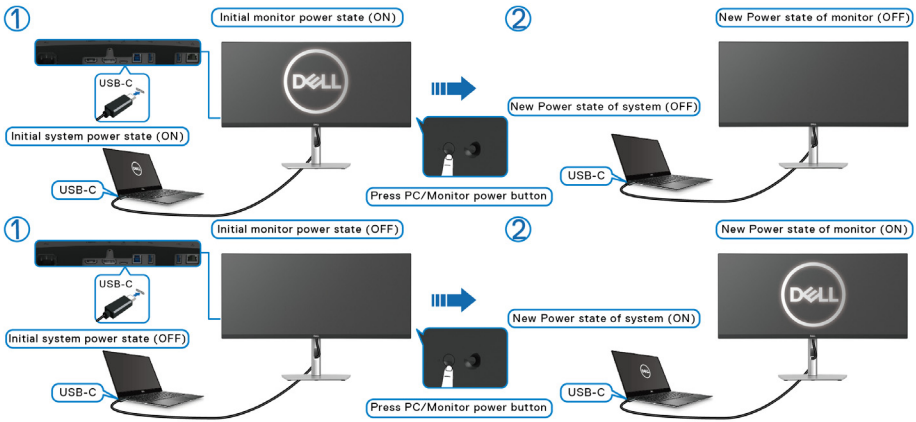 1
Initial monitor power state (ON)
2
New Power state of monitor (OFF)
DELL
USB-C
New Power state of system (OFF)
Initial system power state (ON)
DELL
USB-C
USB-C
Press PC/Monitor power button
1
Initial monitor power state (OFF)
2
New Power state of monitor (ON)
USB-C
DELL
New Power state of system (ON)
Initial system power state (OFF)
DELL
USB-C
USB-C
Press PC/Monitor power button